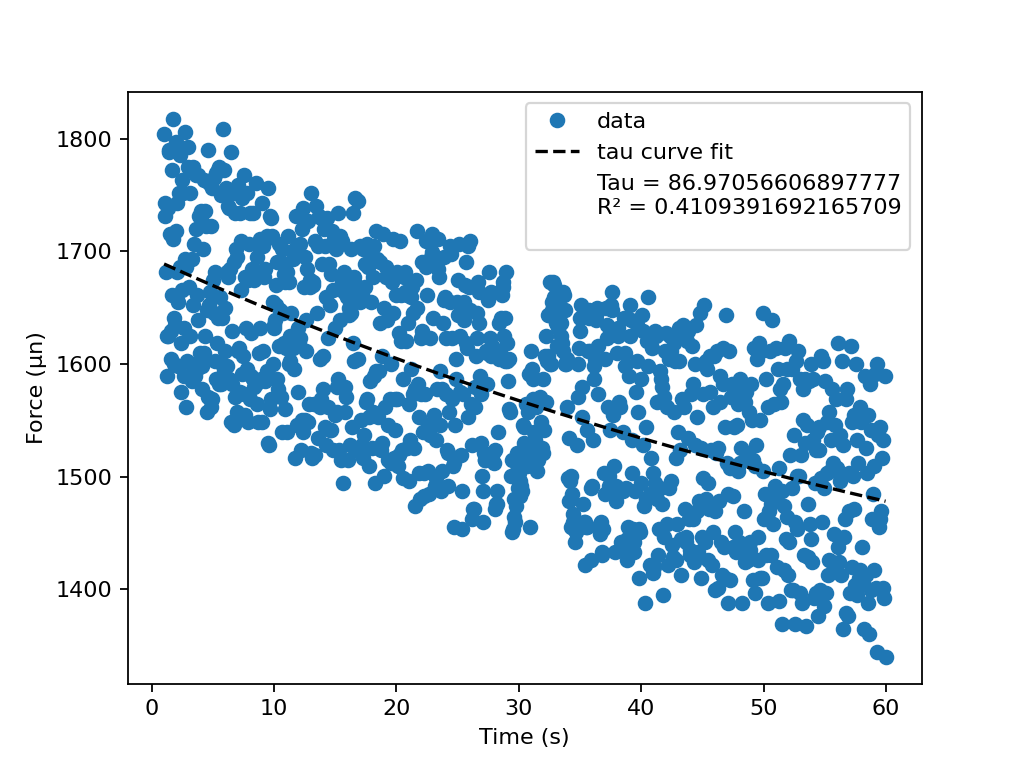 data
tau curve fit
Tau = 86.97056606897777
R² = 0.4109391692165709
1800
1700
1600
1500
1400
Force (μn)
0 10 20 30 40 50 60
Time (s)